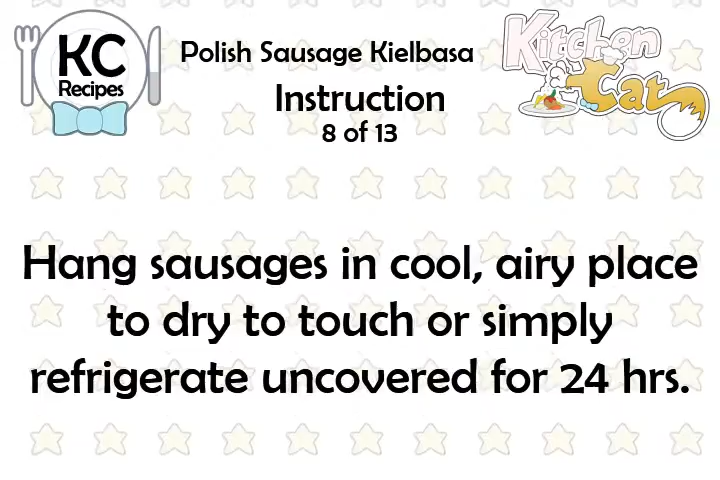 KC
Recipes
Polish Sausage Kielbasa
Instruction
8 of 13
Kitchen
Cat
Hang sausages in cool, airy place
to dry to touch or simply
refrigerate uncovered for 24 hrs.